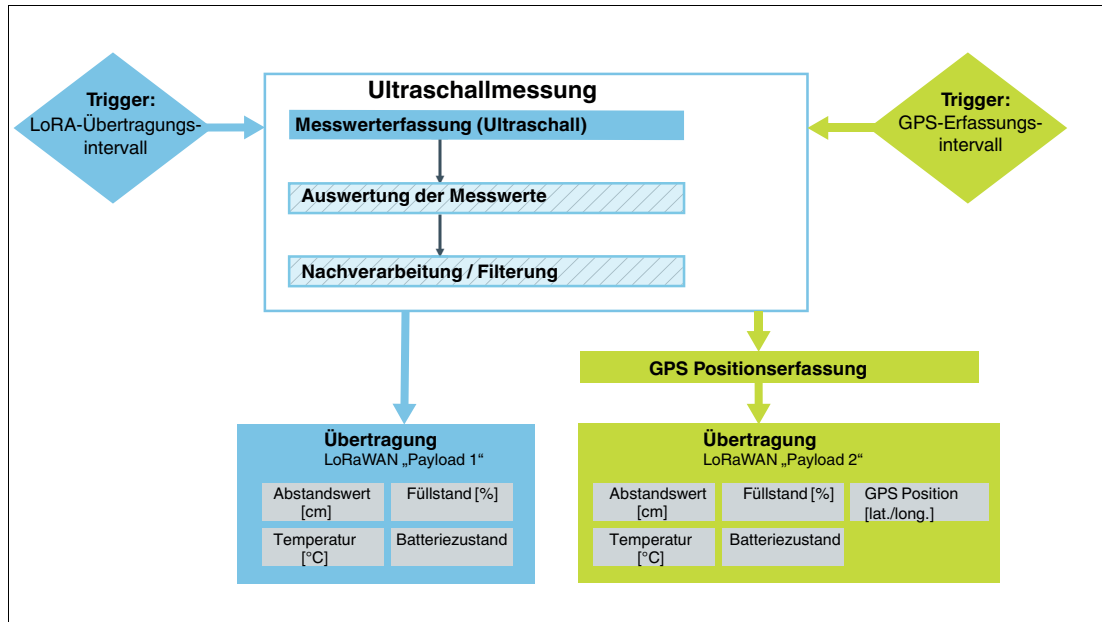 Trigger:
LoRA-Übertragungs-
intervall
Ultraschallmessung
Messwerterfassung (Ultraschall)
Auswertung der Messwerte
Nachverarbeitung / Filterung
Trigger:
GPS-Erfassungs-
intervall
GPS Positionserfassung
Übertragung
LoRaWAN „Payload 1“
Abstandswert
[cm]
Füllstand [%]
Temperatur
[°C]
Batteriezustand
Übertragung
LoRaWAN „Payload 2“
Abstandswert
[cm]
Füllstand [%]
GPS Position
[lat./long.]
Temperatur
[°C]
Batteriezustand